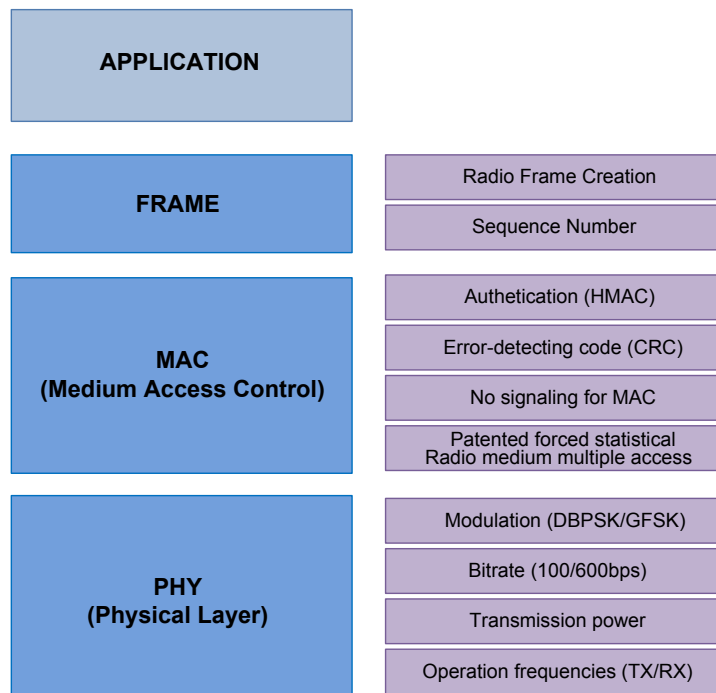 APPLICATION
FRAME
Radio Frame Creation
Sequence Number
MAC
(Medium Access Control)
Authetication (HMAC)
Error-detecting code (CRC)
No signaling for MAC
Patented forced statistical
Radio medium multiple access
PHY
(Physical Layer)
Modulation (DBPSK/GFSK)
Bitrate (100/600bps)
Transmission power
Operation frequencies (TX/RX)